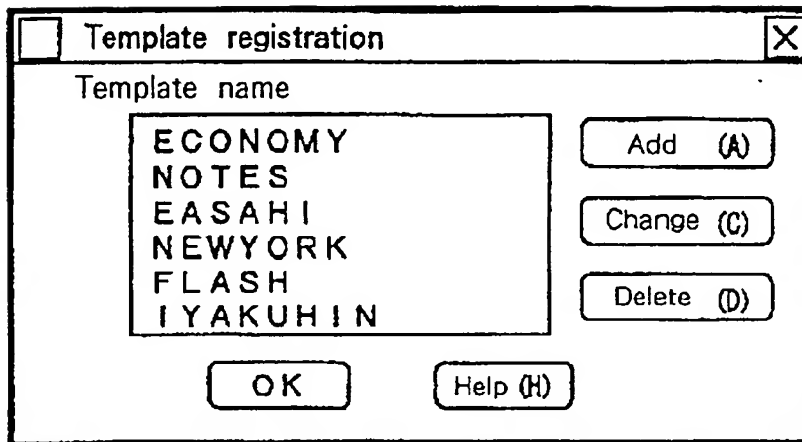 Template registration
Template name
ECONOMY
NOTES
EASAHI
NEWYORK
FLASH
IYAKUHIN
Add (A)
Change (C)
Delete (D)
OK
Help (H)